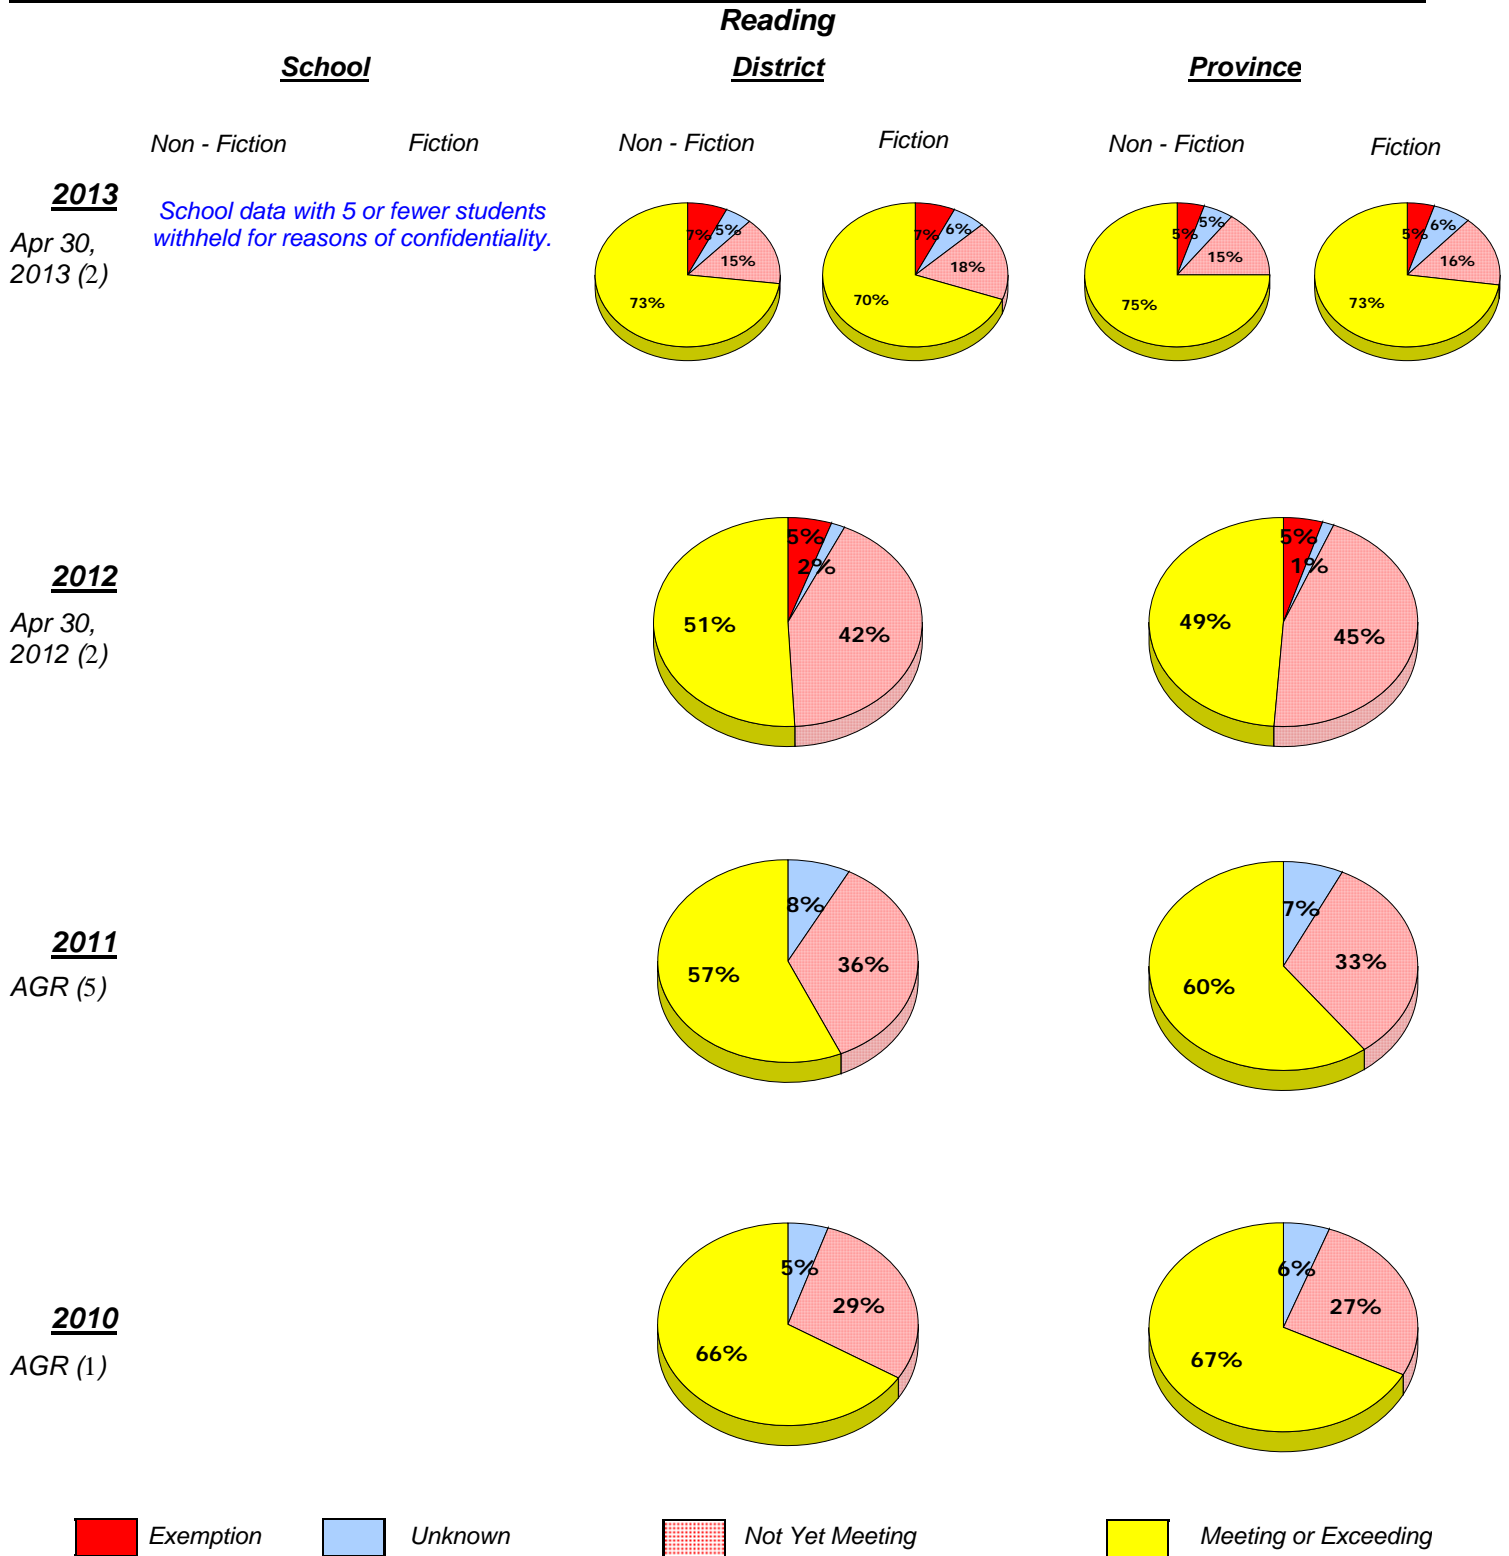 Reading
School District Province
Non - Fiction Fiction Non - Fiction Fiction Non - Fiction Fiction
2013
Apr 30,
2013 (2)
School data with 5 or fewer students
withheld for reasons of confidentiality.
7% 5% 15% 73%
7% 6% 18% 70%
5% 5% 15% 75%
5% 6% 16% 73%
2012
Apr 30,
2012 (2)
5% 2% 42% 51%
5% 1% 45% 49%
2011
AGR (5)
8% 36% 57%
7% 33% 60%
2010
AGR (1)
5% 29% 66%
6% 27% 67%
Exemption Unknown Not Yet Meeting Meeting or Exceeding